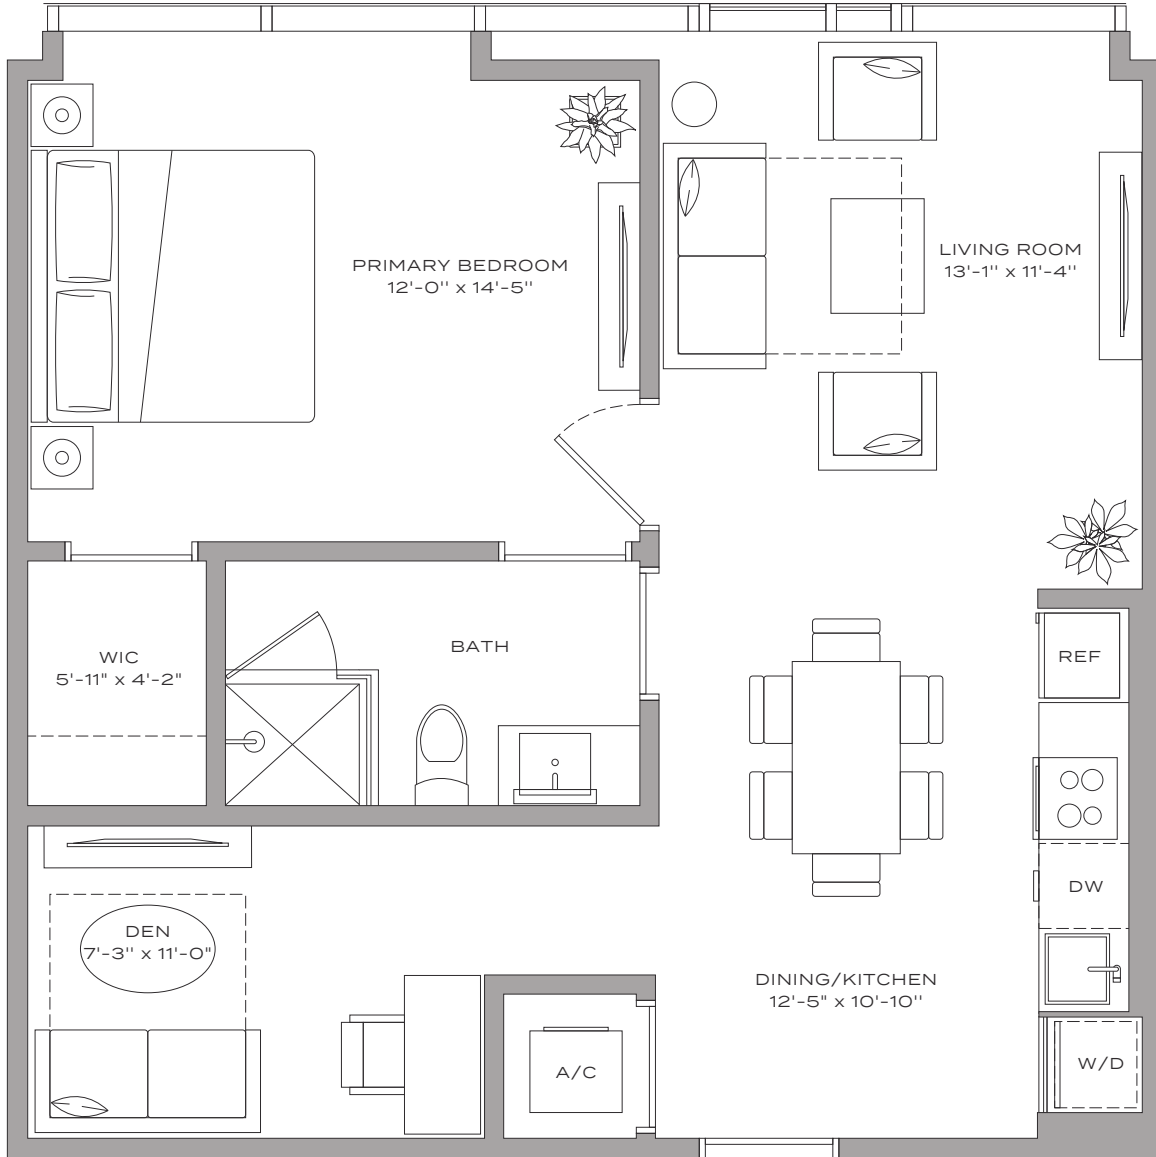 PRIMARY BEDROOM
12'-0" x 14'-5"
LIVING ROOM
13'-1" x 11'-4"
WIC
5'-11" x 4'-2"
BATH
REF
DW
DEN
7'-3" x 11'-0"
DINING/KITCHEN
12'-5" x 10'-10"
A/C
W/D